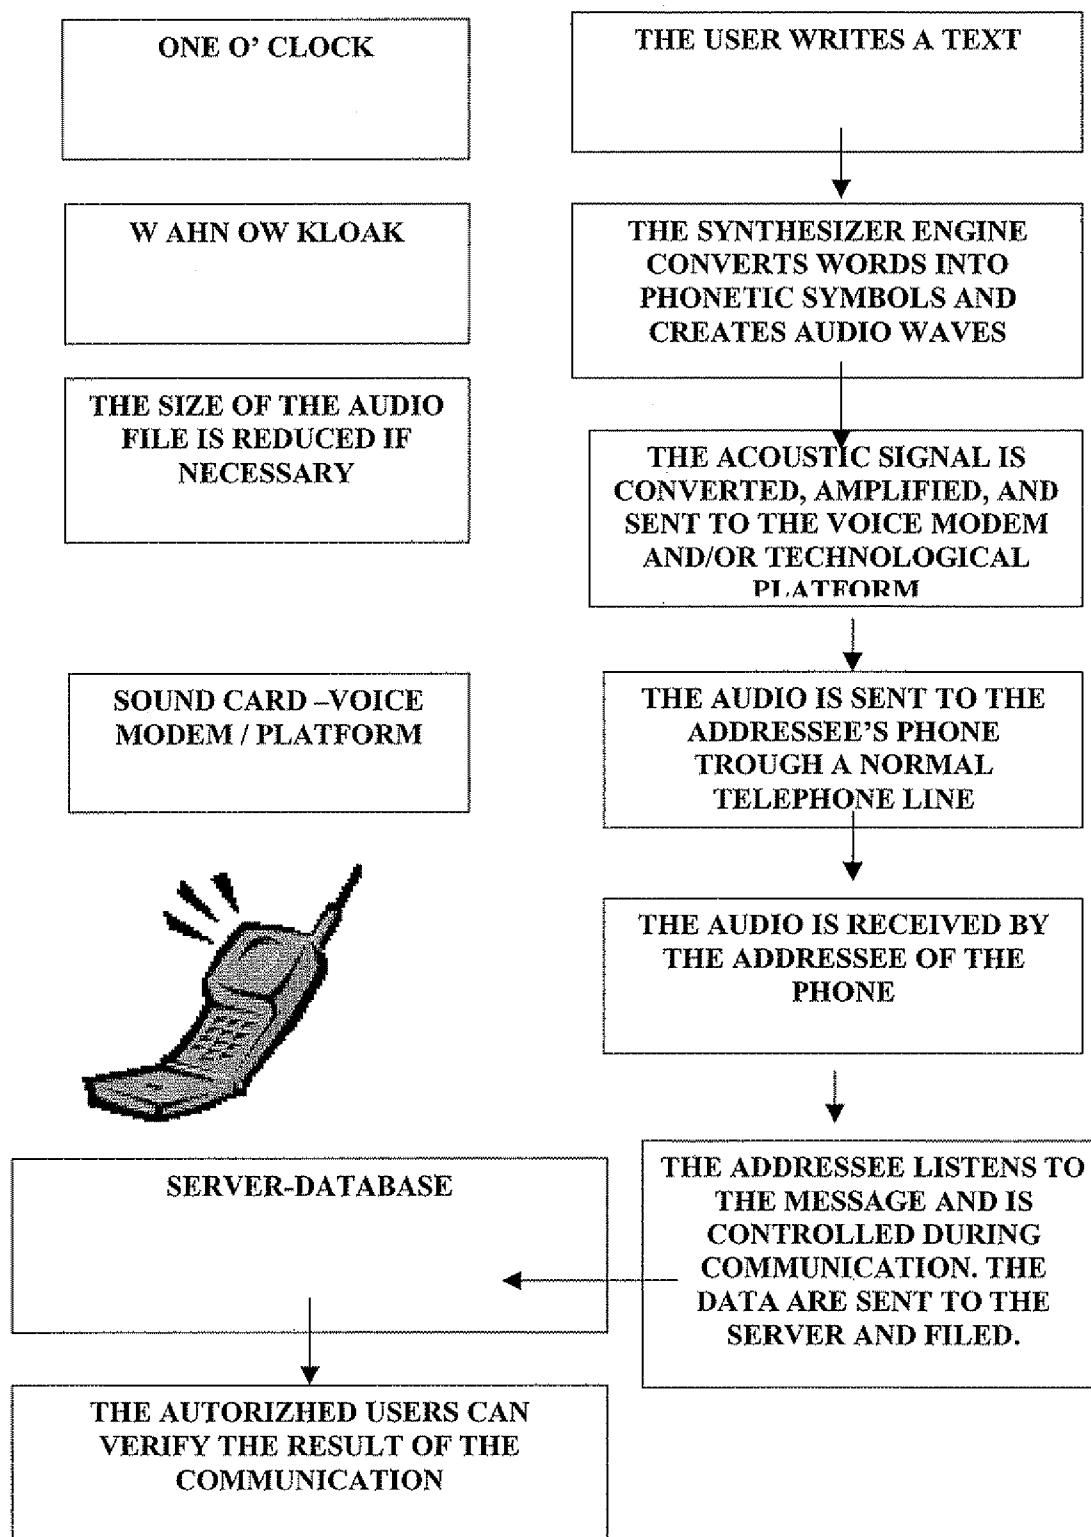 ONE O' CLOCK
THE USER WRITES A TEXT
W AHN OW KLOAK
THE SYNTHESIZER ENGINE
CONVERTS WORDS INTO
PHONETIC SYMBOLS AND
CREATES AUDIO WAVES
THE SIZE OF THE AUDIO
FILE IS REDUCED IF
NECESSARY
THE ACOUSTIC SIGNAL IS
CONVERTED, AMPLIFIED, AND
SENT TO THE VOICE MODEM
AND/OR TECHNOLOGICAL
PLATFORM
SOUND CARD –VOICE
MODEM / PLATFORM
THE AUDIO IS SENT TO THE
ADDRESSEE'S PHONE
TROUGH A NORMAL
TELEPHONE LINE
THE AUDIO IS RECEIVED BY
THE ADDRESSEE OF THE
PHONE
SERVER-DATABASE
THE ADDRESSEE LISTENS TO
THE MESSAGE AND IS
CONTROLLED DURING
COMMUNICATION. THE
DATA ARE SENT TO THE
SERVER AND FILED.
THE AUTORIZHED USERS CAN
VERIFY THE RESULT OF THE
COMMUNICATION